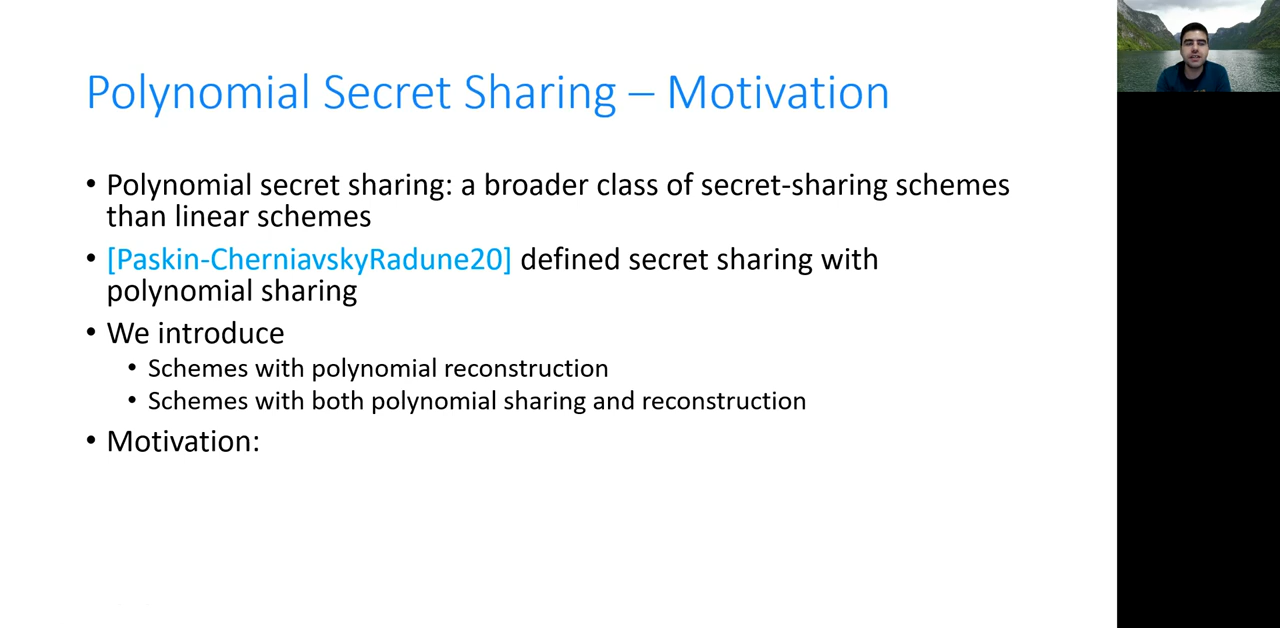 Polynomial Secret Sharing – Motivation
• Polynomial secret sharing: a broader class of secret-sharing schemes
than linear schemes
• [Paskin-CherniavskyRadune20] defined secret sharing with
polynomial sharing
• We introduce
• Schemes with polynomial reconstruction
• Schemes with both polynomial sharing and reconstruction
• Motivation: